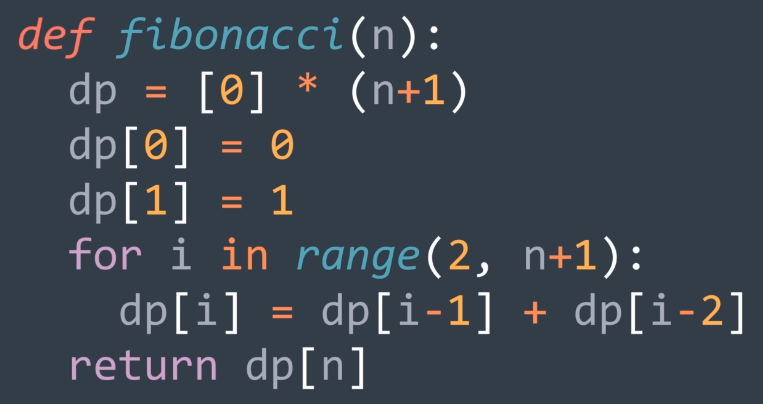 def fibonacci(n):
  dp = [0] * (n+1)
  dp[0] = 0
  dp[1] = 1
  for i in range(2, n+1):
    dp[i] = dp[i-1] + dp[i-2]
  return dp[n]